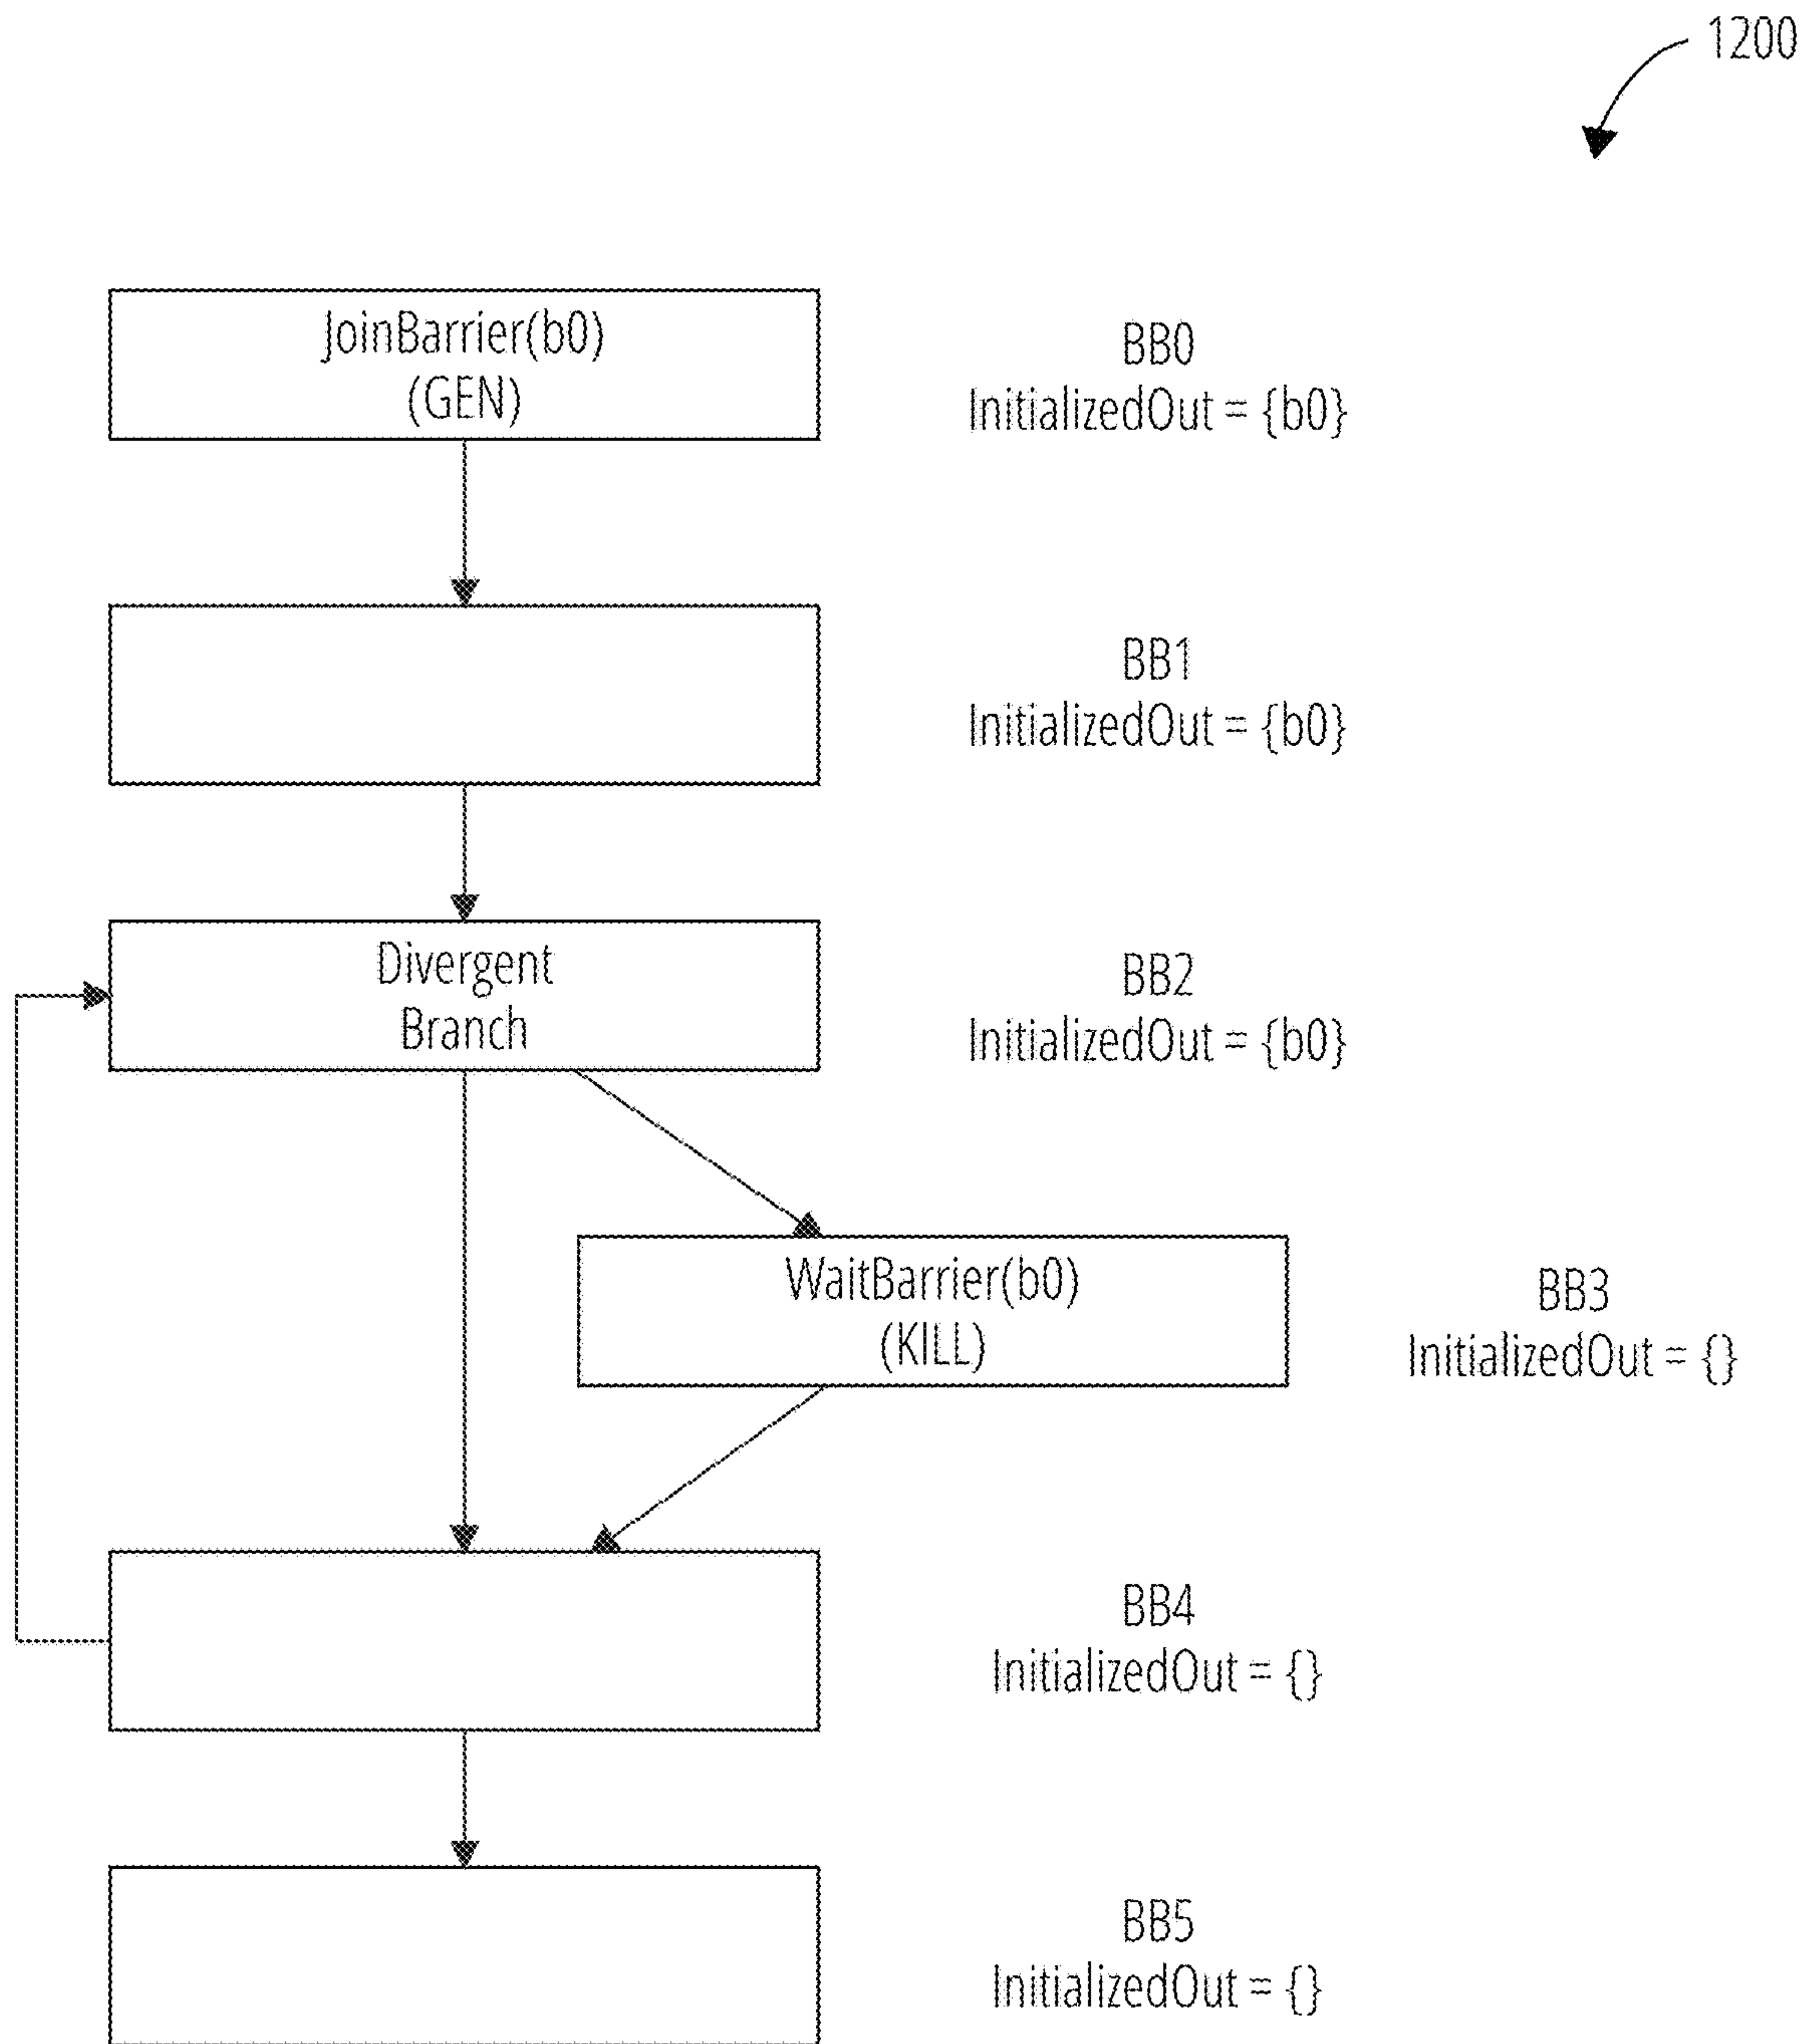 1200
JoinBarrier(b0)
(GEN)
BB0
InitializedOut = {b0}
BB1
InitializedOut = {b0}
Divergent
Branch
BB2
InitializedOut = {b0}
WaitBarrier(b0)
(KILL)
BB3
InitializedOut = {}
BB4
InitializedOut = {}
BB5
InitializedOut = {}